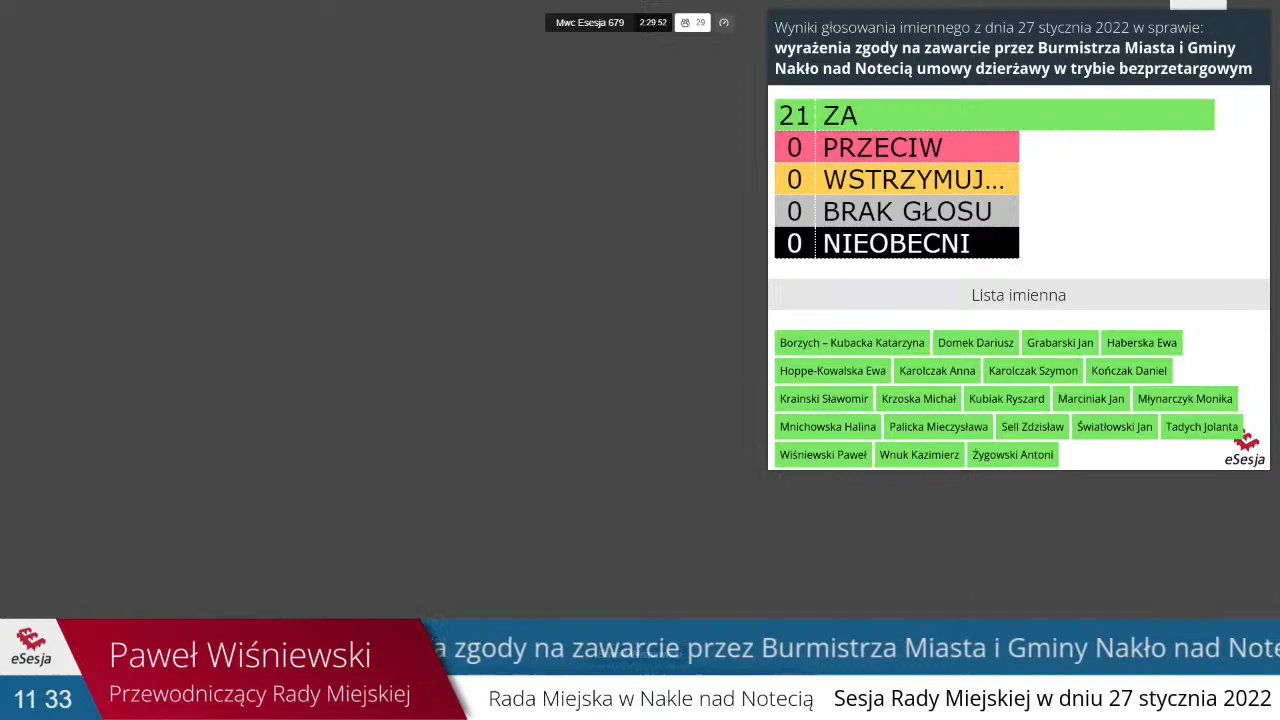 Mwc Esesja 679 2:29:52 29
Wyniki głosowania imiennego z dnia 27 stycznia 2022 w sprawie:
wyrażenia zgody na zawarcie przez Burmistrza Miasta i Gminy
Nakło nad Notecią umowy dzierżawy w trybie bezprzetargowym
21 ZA
0 PRZECIW
0 WSTRZYMUJ...
0 BRAK GŁOSU
0 NIEOBECNI
Lista imienna
Borzych – Kubacka Katarzyna Domek Dariusz Grabarski Jan Haberska Ewa
Hoppe-Kowalska Ewa Karolczak Anna Karolczak Szymon Kończak Daniel
Krainski Sławomir Krzoska Michał Kubiak Ryszard Marciniak Jan Młynarczyk Monika
Mnichowska Halina Palicka Mieczysława Sell Zdzisław Światłowski Jan Tadych Jolanta
Wiśniewski Paweł Wnuk Kazimierz Żygowski Antoni
eSesja
eSesja
Paweł Wiśniewski
Przewodniczący Rady Miejskiej
a zgody na zawarcie przez Burmistrza Miasta i Gminy Nakło nad Note
11 33
Rada Miejska w Nakle nad Notecią Sesja Rady Miejskiej w dniu 27 stycznia 2022